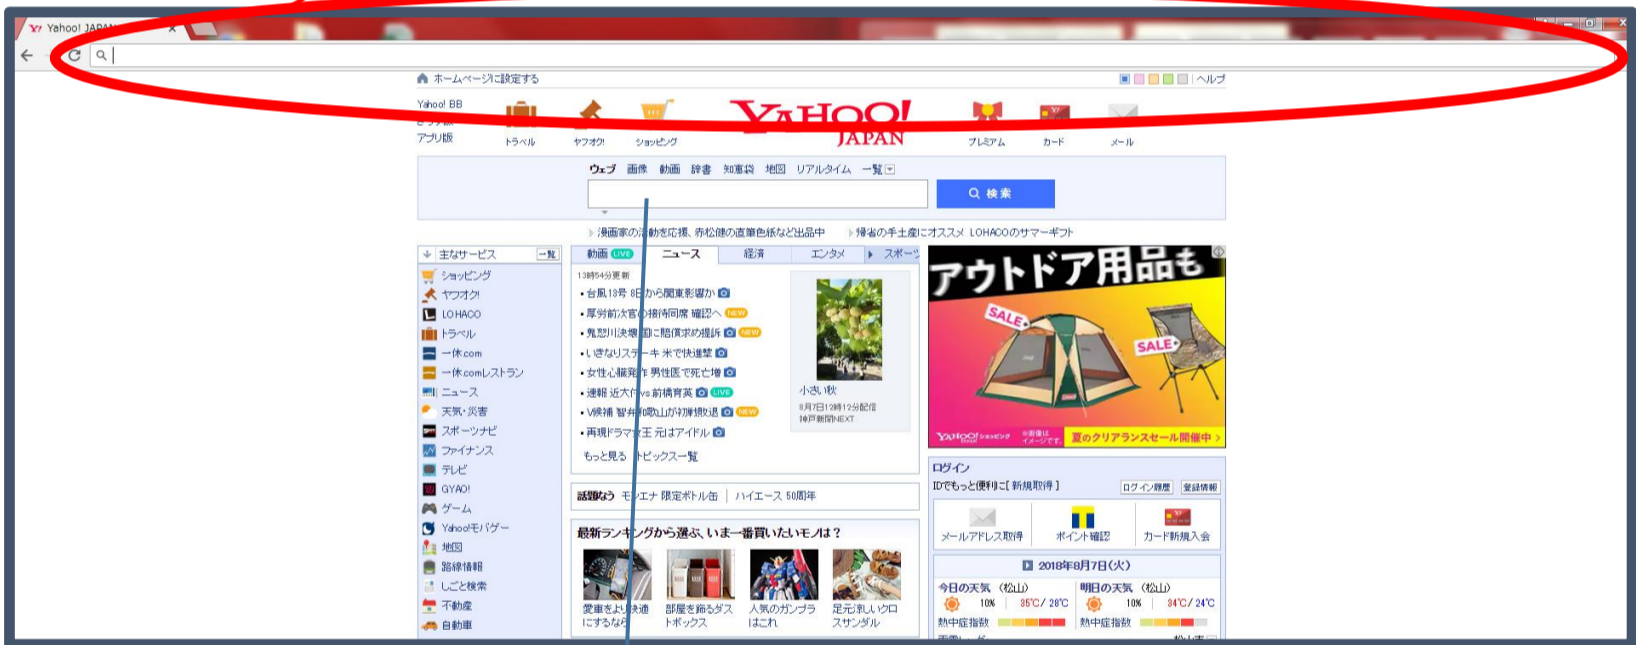 Yahoo! JAPAN
ホームページに設定する
ヘルプ
Yahoo! BB
アプリ版
トラベル
ヤフオク!
ショッピング
YAHOO!
JAPAN
プレミアム
カード
メール
ウェブ 画像 動画 辞書 知恵袋 地図 リアルタイム 一覧
検索
漫画家の活動を応援、赤松健の直筆色紙など出品中
帰省の手土産にオススメ LOHACOのサマーギフト
主なサービス 一覧
ショッピング
ヤフオク!
LOHACO
トラベル
一休.com
一休.comレストラン
ニュース
天気・災害
スポーツナビ
ファイナンス
テレビ
GYAO!
ゲーム
Yahoo!モバゲー
地図
路線情報
しごと検索
不動産
自動車
動画 LIVE ニュース 経済 エンタメ スポーツ
13時54分更新
台風13号 8日から関東影響か
厚労前次官の接待同席 確認へ NEW
鬼怒川決壊 国に賠償求め提訴 NEW
いきなりステーキ 米で快進撃
女性心臓発作 男性医で死亡増
速報 近大付vs.前橋育英 LIVE
V候補 智弁和歌山が初戦敗退 NEW
再現ドラマ女王 元はアイドル
もっと見る トピックス一覧
小さい秋
8月7日12時12分配信
神戸新聞NEXT
話題なう モンエナ 限定ボトル缶 ハイエース 50周年
最新ランキングから選ぶ、いま一番買いたいモノは?
愛車をより快適にするなら
部屋を飾るダストボックス
人気のガンプラはこれ
足元涼しいクロスサンダル
アウトドア用品も
SALE
SALE
YAHOO!ショッピング
※画像はイメージです。
夏のクリアランスセール開催中
ログイン
IDでもっと便利に[ 新規取得 ]
ログイン履歴 登録情報
メールアドレス取得
ポイント確認
カード新規入会
2018年8月7日(火)
今日の天気 (松山)
10% 35℃/ 28℃
熱中症指数
明日の天気 (松山)
10% 34℃/ 24℃
熱中症指数